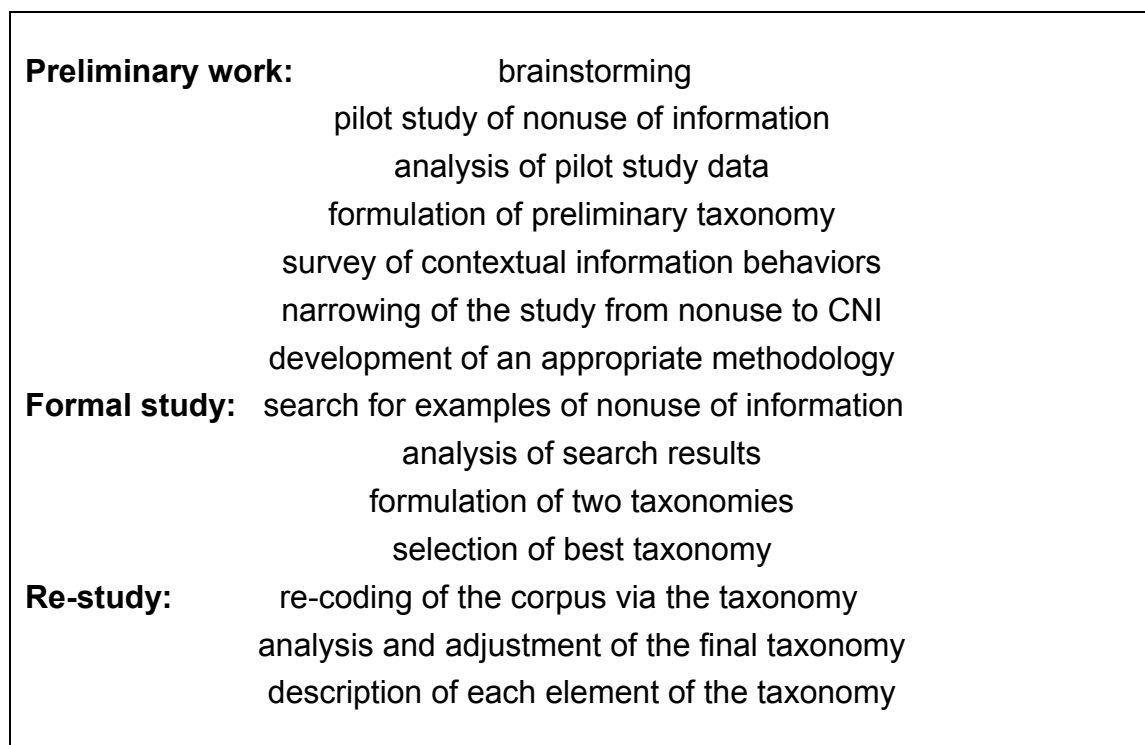 Preliminary work: brainstorming
pilot study of nonuse of information
analysis of pilot study data
formulation of preliminary taxonomy
survey of contextual information behaviors
narrowing of the study from nonuse to CNI
development of an appropriate methodology
Formal study: search for examples of nonuse of information
analysis of search results
formulation of two taxonomies
selection of best taxonomy
Re-study: re-coding of the corpus via the taxonomy
analysis and adjustment of the final taxonomy
description of each element of the taxonomy